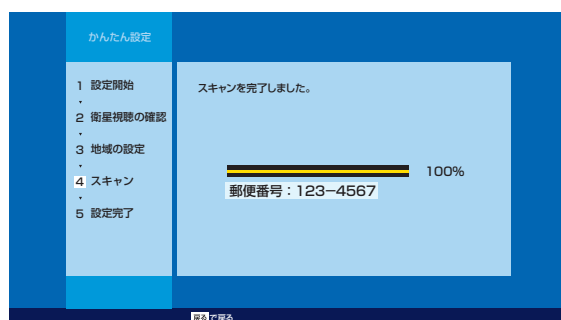 かんたん設定
1 設定開始
2 衛星視聴の確認
3 地域の設定
4 スキャン
5 設定完了
スキャンを完了しました。
100%
郵便番号：123−4567
戻る で戻る